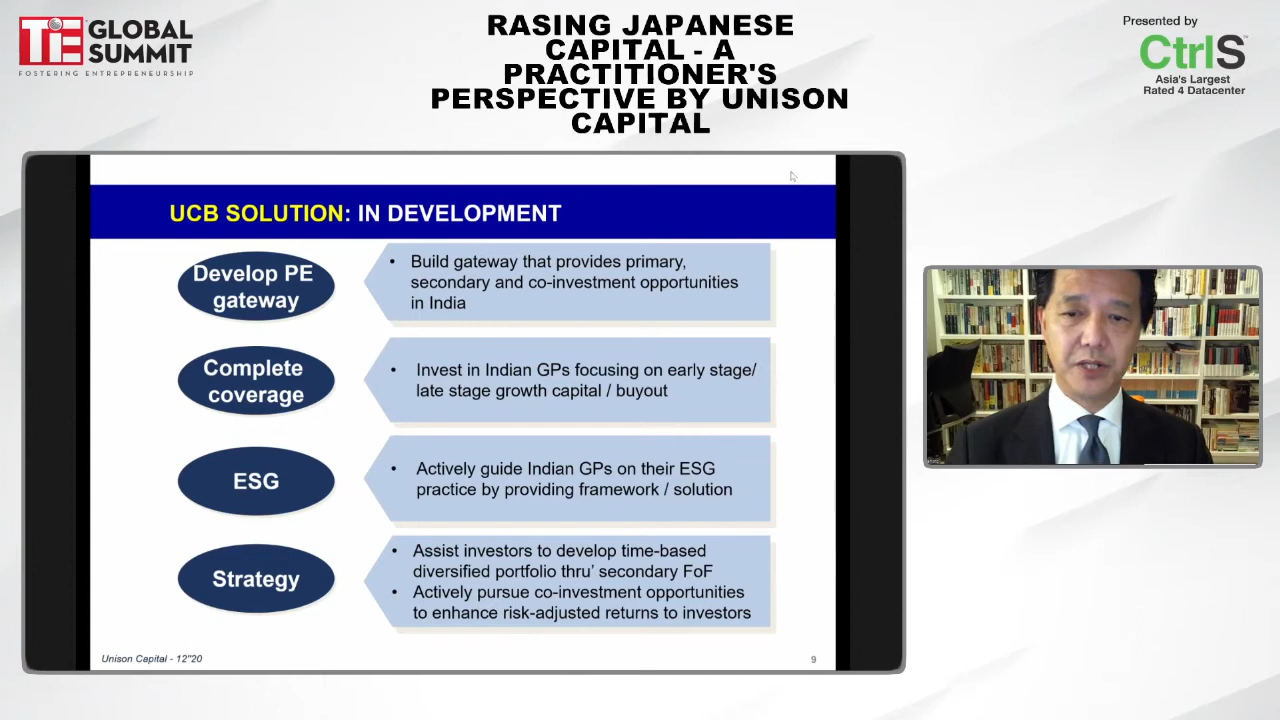 TiE GLOBAL
SUMMIT
FOSTERING ENTREPRENEURSHIP
RASING JAPANESE
CAPITAL - A
PRACTITIONER'S
PERSPECTIVE BY UNISON
CAPITAL
Presented by
CtrlS
Asia's Largest
Rated 4 Datacenter
UCB SOLUTION: IN DEVELOPMENT
Develop PE
gateway
• Build gateway that provides primary,
secondary and co-investment opportunities
in India
Complete
coverage
• Invest in Indian GPs focusing on early stage/
late stage growth capital / buyout
ESG
• Actively guide Indian GPs on their ESG
practice by providing framework / solution
Strategy
• Assist investors to develop time-based
diversified portfolio thru' secondary FoF
• Actively pursue co-investment opportunities
to enhance risk-adjusted returns to investors
Unison Capital - 12"20
9